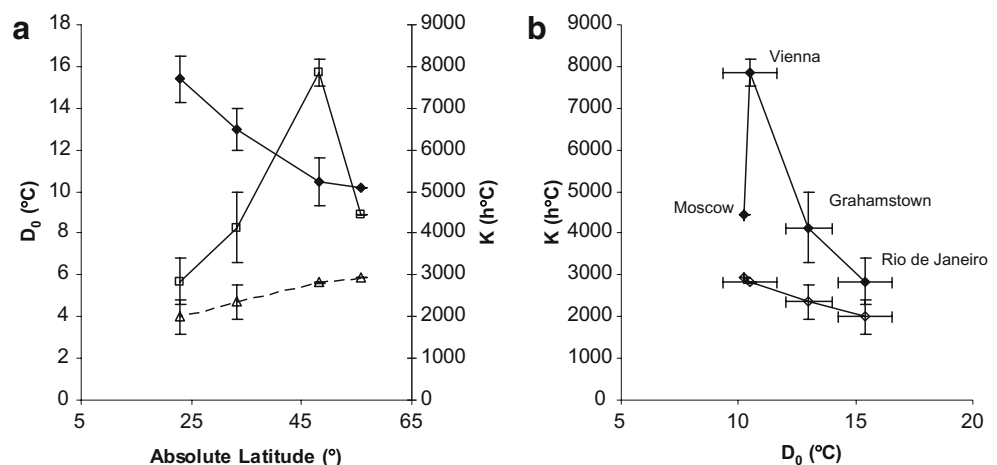 a
18
16
14
12
10
8
6
4
2
0
D₀ (°C)
9000
8000
7000
6000
5000
4000
3000
2000
1000
0
K (h°C)
5 25 45 65
Absolute Latitude (°)
b
9000
8000
7000
6000
5000
4000
3000
2000
1000
0
K (h°C)
Vienna
Moscow
Grahamstown
Rio de Janeiro
5 10 15 20
D₀ (°C)